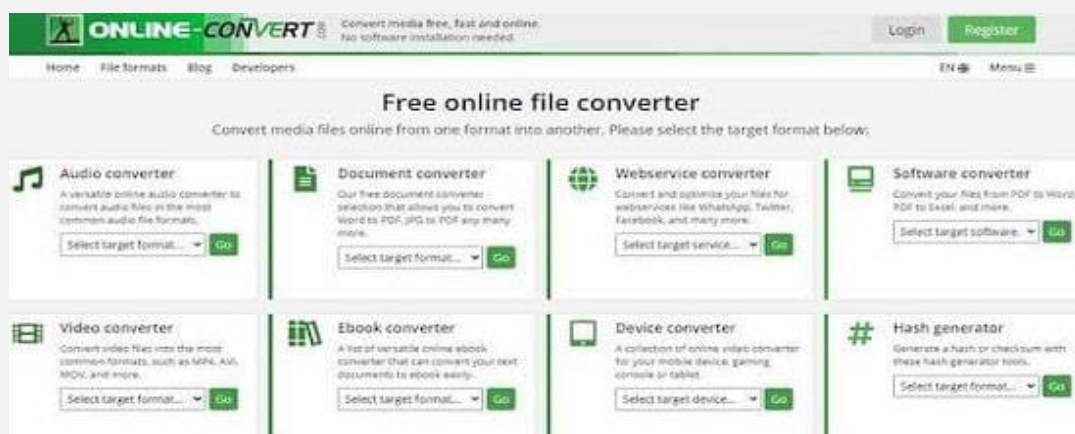 ONLINE-CONVERT.COM
Convert media free, fast and online.
No software installation needed.
Login
Register
Home
File formats
Blog
Developers
EN
Menu
Free online file converter
Convert media files online from one format into another. Please select the target format below:
Audio converter
A versatile online audio converter to
convert audio files in the most
common audio file formats.
Select target format...
Go
Document converter
Our free document converter
selection that allows you to convert
Word to PDF, JPG to PDF any many
more.
Select target format...
Go
Webservice converter
Convert and optimize your files for
webservices like WhatsApp, Twitter,
Facebook, and many more.
Select target service...
Go
Software converter
Convert your files from PDF to Word,
PDF to Excel, and more.
Select target software.
Go
Video converter
Convert video files into the most
common formats, such as MP4, AVI,
MOV, and more.
Select target format...
Go
Ebook converter
A list of versatile online ebook
converter that can convert your text
documents to ebook easily.
Select target format...
Go
Device converter
A collection of online video converter
for your mobile device, gaming
console or tablet.
Select target device...
Go
Hash generator
Generate a hash or checksum with
these hash generator tools.
Select target format...
Go